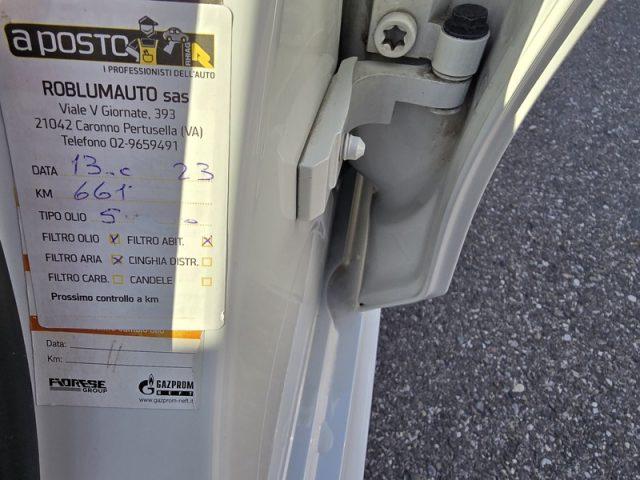 a posto
I PROFESSIONISTI DELL'AUTO
ROBLUMAUTO sas
Viale V Giornate, 393
21042 Caronno Pertusella (VA)
Telefono 02-9659491
DATA 13 23
KM 661
TIPO OLIO 5
FILTRO OLIO FILTRO ABIT.
FILTRO ARIA CINGHIA DISTR.
FILTRO CARB. CANDELE
Prossimo controllo a km
Data:
Km:
FIORESE GROUP
GAZPROM NEFT
www.gazprom-neft.it